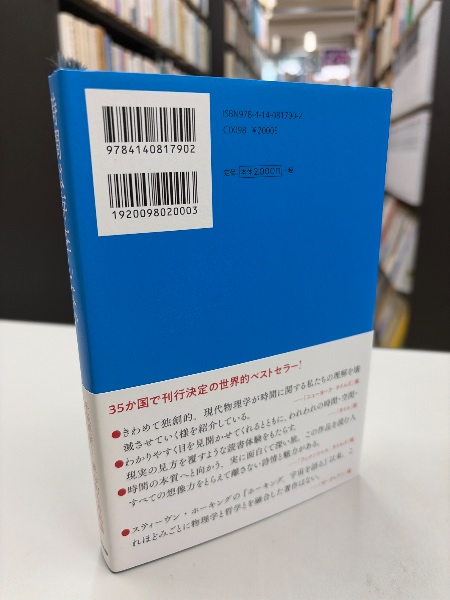 9784140817902
1920098020003
ISBN978-4-14-081790-2
C0098 ¥2000E
定価 本体2,000円 +税
35か国で刊行決定の世界的ベストセラー!
●きわめて独創的。現代物理学が時間に関する私たちの理解を壊
滅させていく様を紹介している。
●わかりやすく目を見開かせてくれるとともに、われわれの時間・空間・
現実の見方を覆すような読書体験をもたらす。
●時間の本質へと向かう、実に面白くて深い旅。この作品を読む人
すべての想像力をとらえて離さない詩情と魅力がある。
●スティーヴン・ホーキングの『ホーキング、宇宙を語る』以来、こ
れほどみごとに物理学と哲学とを融合した著作はない。